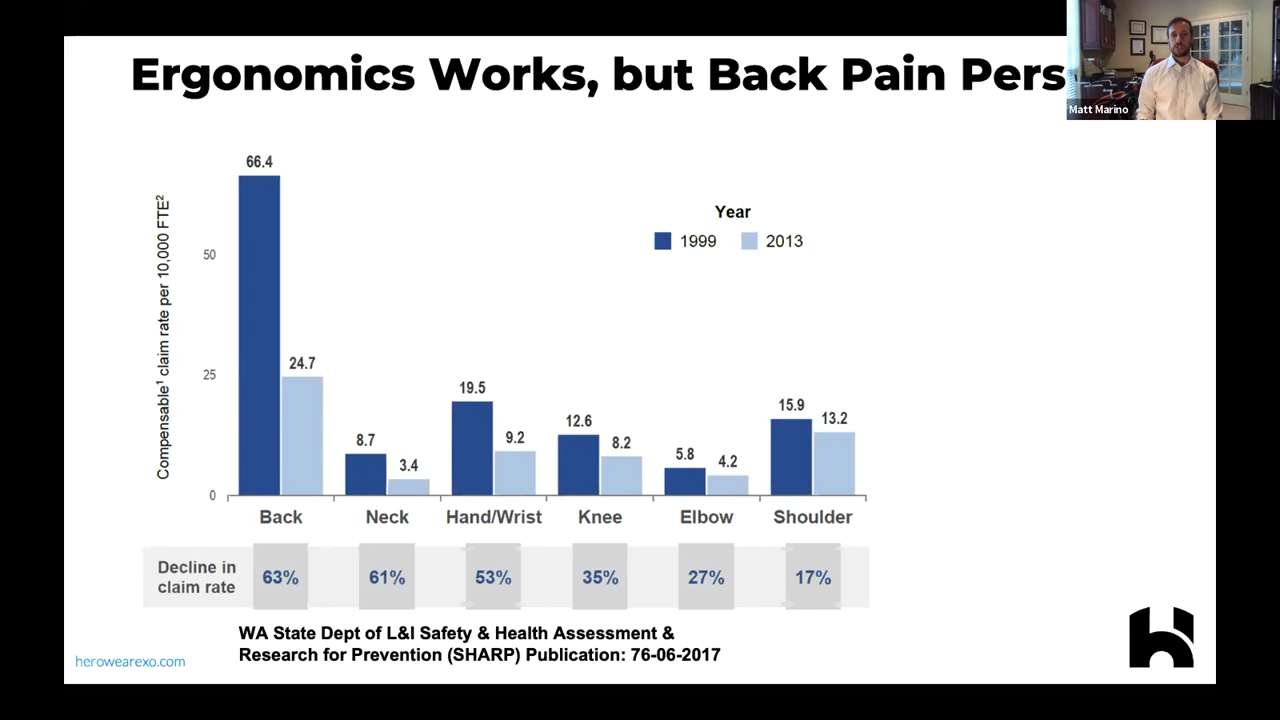 Ergonomics Works, but Back Pain Pers
Matt Marino
Compensable¹ claim rate per 10,000 FTE²
50
25
0
Year
1999 2013
66.4
24.7
8.7
3.4
19.5
9.2
12.6
8.2
5.8
4.2
15.9
13.2
Back Neck Hand/Wrist Knee Elbow Shoulder
Decline in
claim rate
63% 61% 53% 35% 27% 17%
WA State Dept of L&I Safety & Health Assessment &
Research for Prevention (SHARP) Publication: 76-06-2017
herowearexo.com